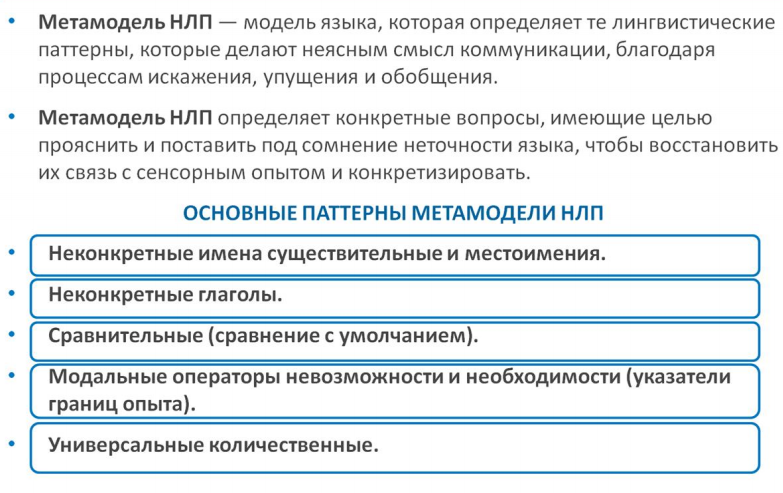 • Метамодель НЛП — модель языка, которая определяет те лингвистические
паттерны, которые делают неясным смысл коммуникации, благодаря
процессам искажения, упущения и обобщения.
• Метамодель НЛП определяет конкретные вопросы, имеющие целью
прояснить и поставить под сомнение неточности языка, чтобы восстановить
их связь с сенсорным опытом и конкретизировать.
ОСНОВНЫЕ ПАТТЕРНЫ МЕТАМОДЕЛИ НЛП
• Неконкретные имена существительные и местоимения.
• Неконкретные глаголы.
• Сравнительные (сравнение с умолчанием).
• Модальные операторы невозможности и необходимости (указатели
границ опыта).
• Универсальные количественные.